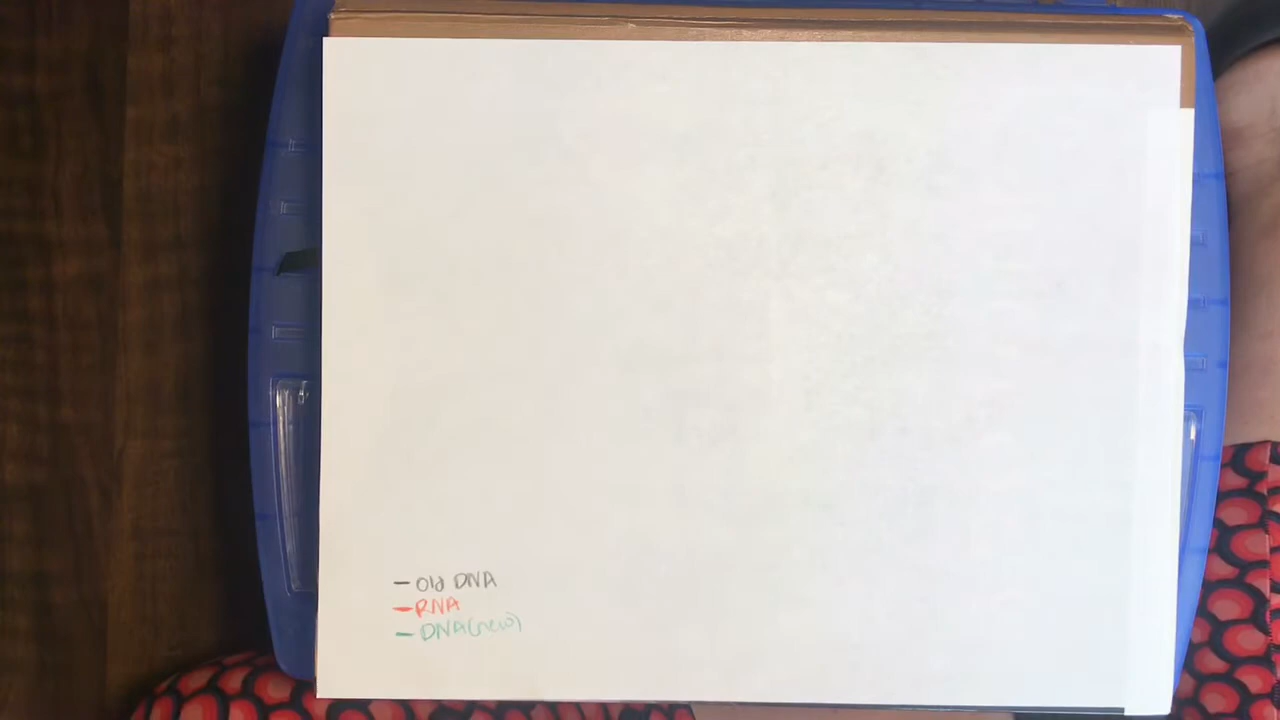 - Old DNA
- RNA
- DNA (new)